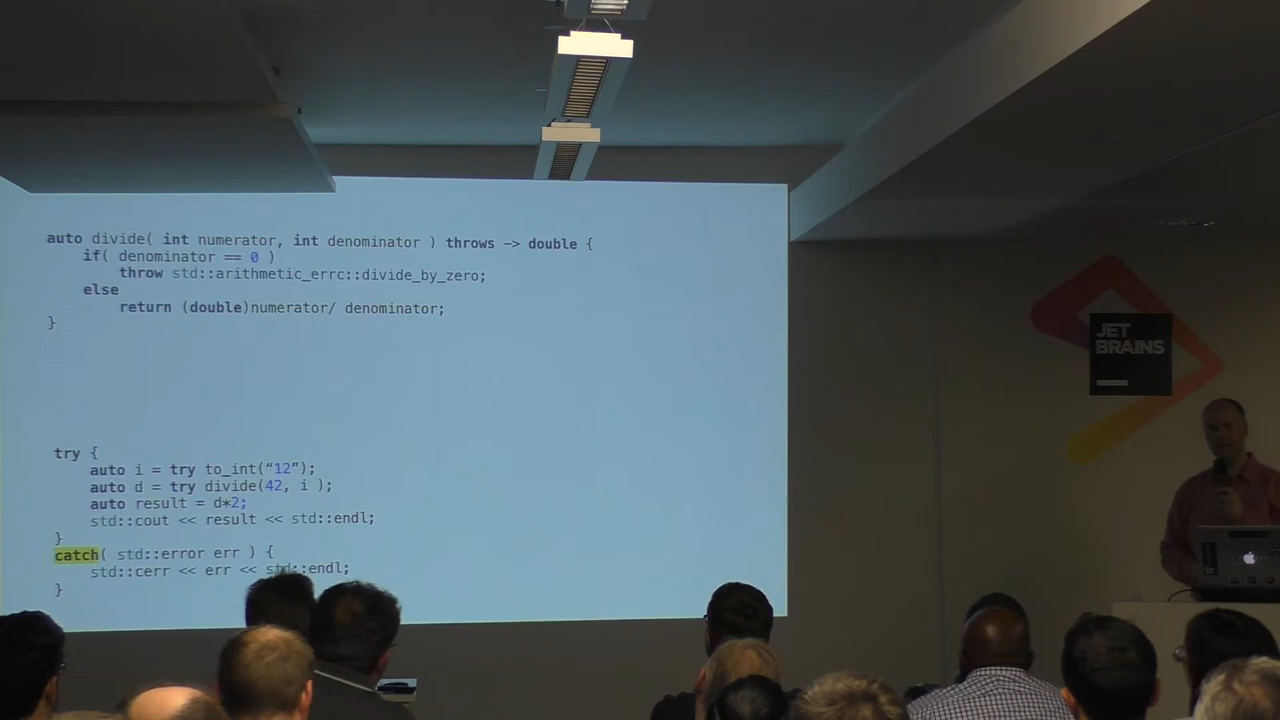 auto divide( int numerator, int denominator ) throws -> double {
if( denominator == 0 )
throw std::arithmetic_errc::divide_by_zero;
else
return (double)numerator/ denominator;
}
try {
auto i = try to_int(“12”);
auto d = try divide(42, i );
auto result = d*2;
std::cout << result << std::endl;
}
catch( std::error err ) {
std::cerr << err << std::endl;
}
JET
BRAINS